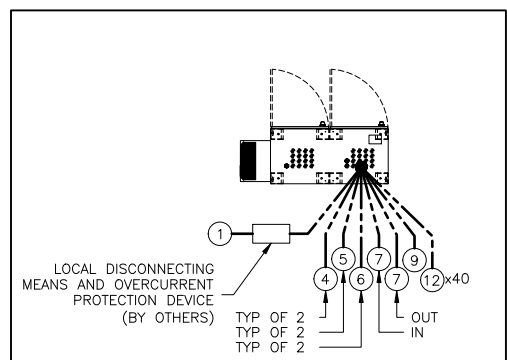 1
LOCAL DISCONNECTING
MEANS AND OVERCURRENT
PROTECTION DEVICE
(BY OTHERS)
4
5
6
7
7
9
12 x40
TYP OF 2
TYP OF 2
TYP OF 2
OUT
IN